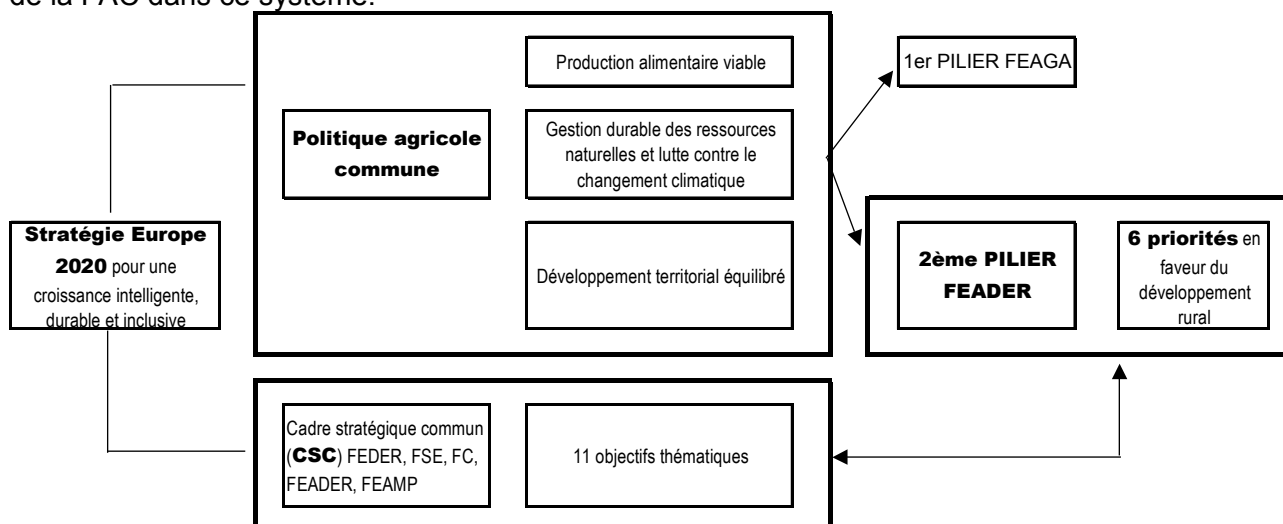 de la PAC dans ce système.
Production alimentaire viable
1er PILIER FEAGA
Politique agricole
commune
Gestion durable des ressources
naturelles et lutte contre le
changement climatique
Stratégie Europe
2020 pour une
croissance intelligente,
durable et inclusive
Développement territorial équilibré
2ème PILIER
FEADER
6 priorités en
faveur du
développement
rural
Cadre stratégique commun
(CSC) FEDER, FSE, FC,
FEADER, FEAMP
11 objectifs thématiques